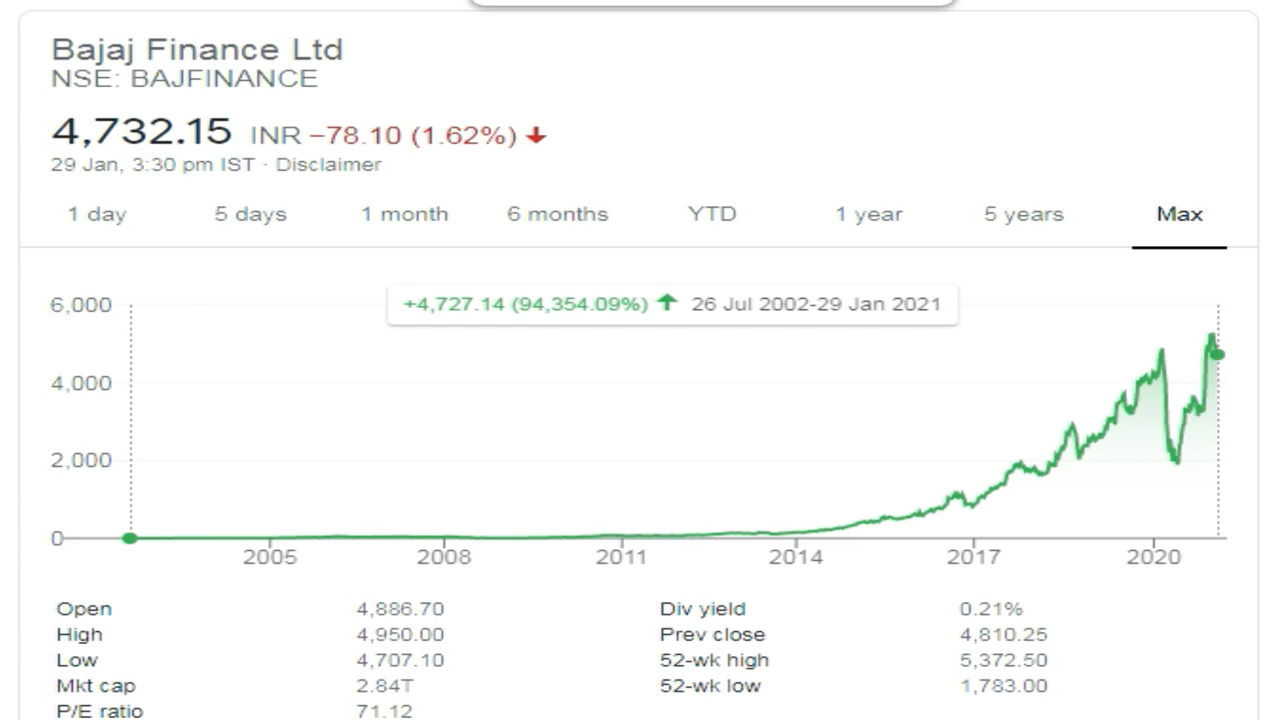 Bajaj Finance Ltd
NSE: BAJFINANCE
4,732.15 INR −78.10 (1.62%)
29 Jan, 3:30 pm IST · Disclaimer
1 day 5 days 1 month 6 months YTD 1 year 5 years Max
+4,727.14 (94,354.09%) 26 Jul 2002-29 Jan 2021
6,000
4,000
2,000
0
2005 2008 2011 2014 2017 2020
Open 4,886.70 Div yield 0.21%
High 4,950.00 Prev close 4,810.25
Low 4,707.10 52-wk high 5,372.50
Mkt cap 2.84T 52-wk low 1,783.00
P/E ratio 71.12